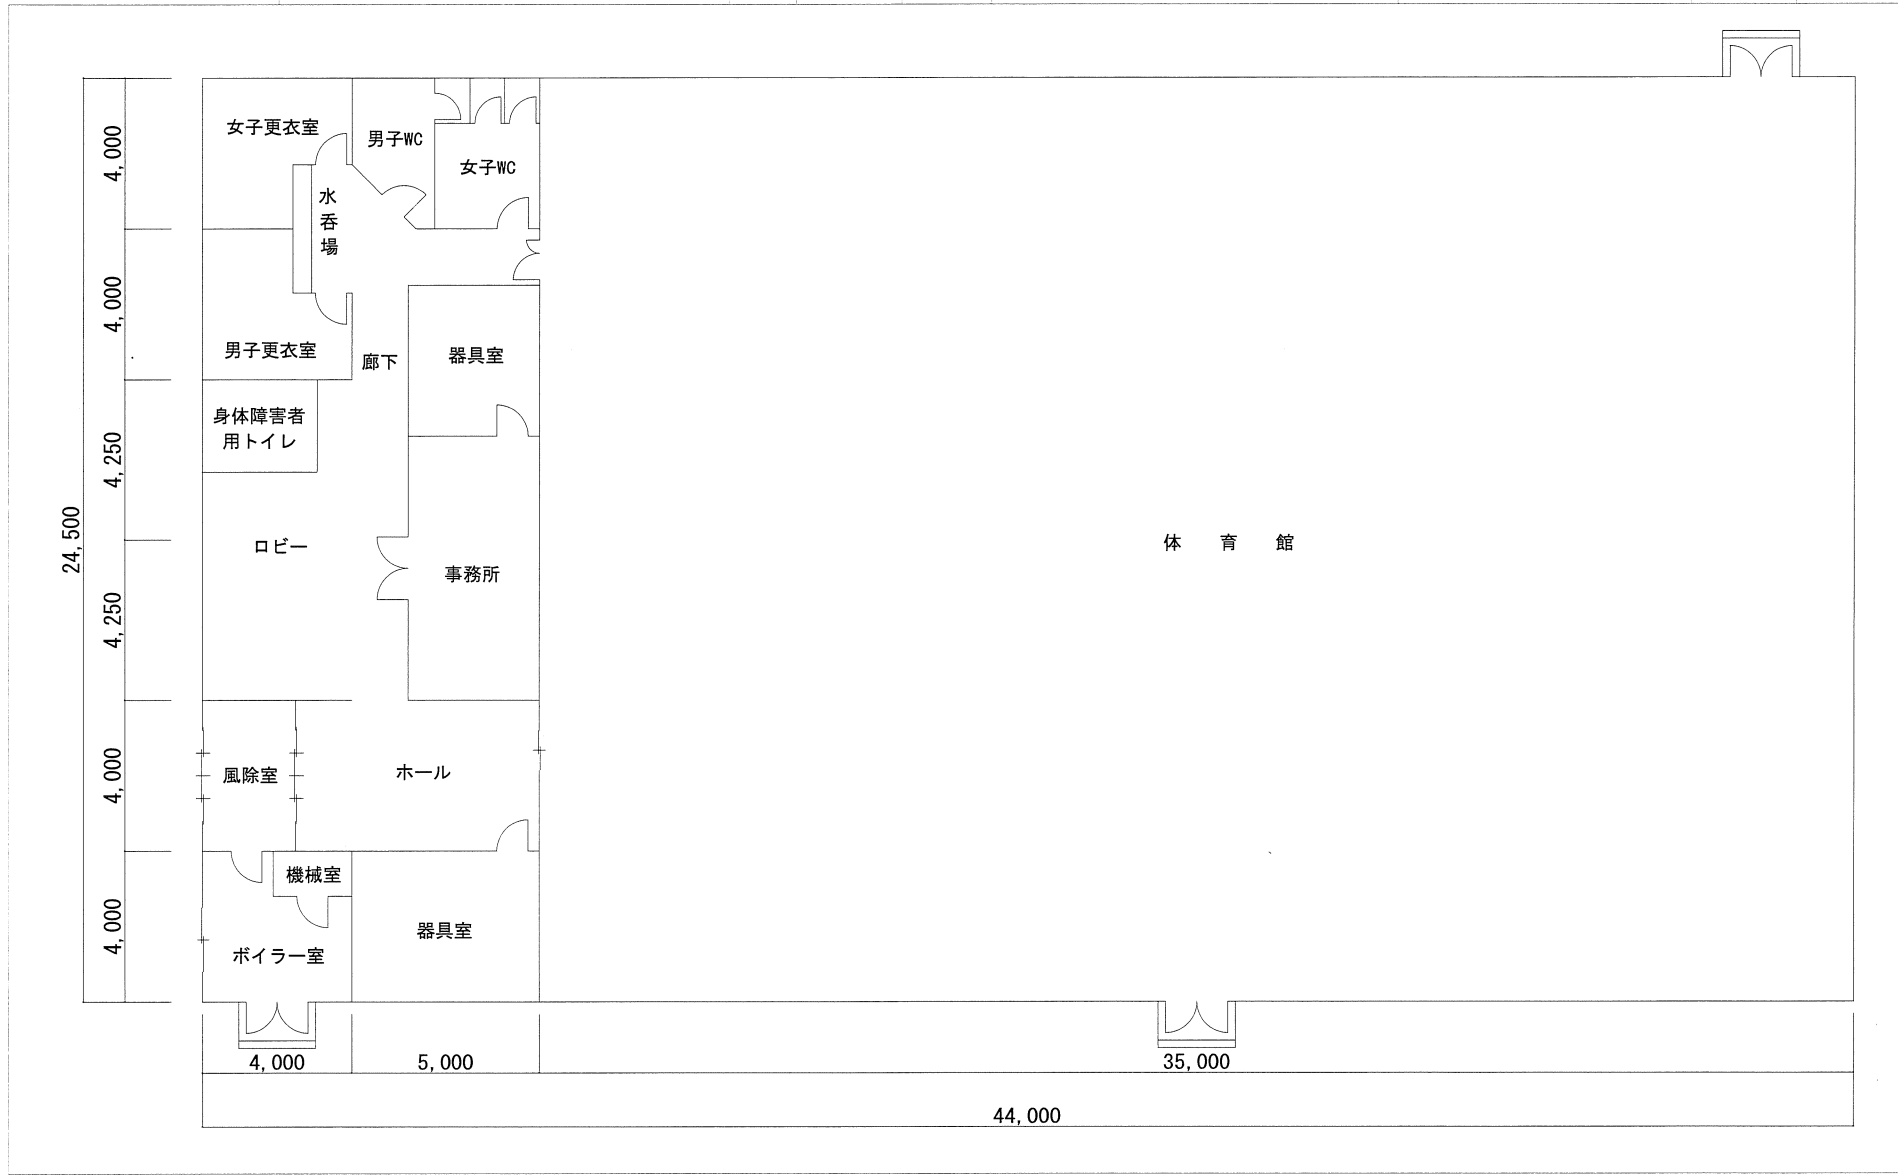 女子更衣室
男子WC
女子WC
水
呑
場
男子更衣室
廊下
器具室
身体障害者
用トイレ
ロビー
事務所
体 育 館
風除室
ホール
機械室
ボイラー室
器具室
4,000
4,000
4,250
4,250
4,000
4,000
24,500
4,000
5,000
35,000
44,000